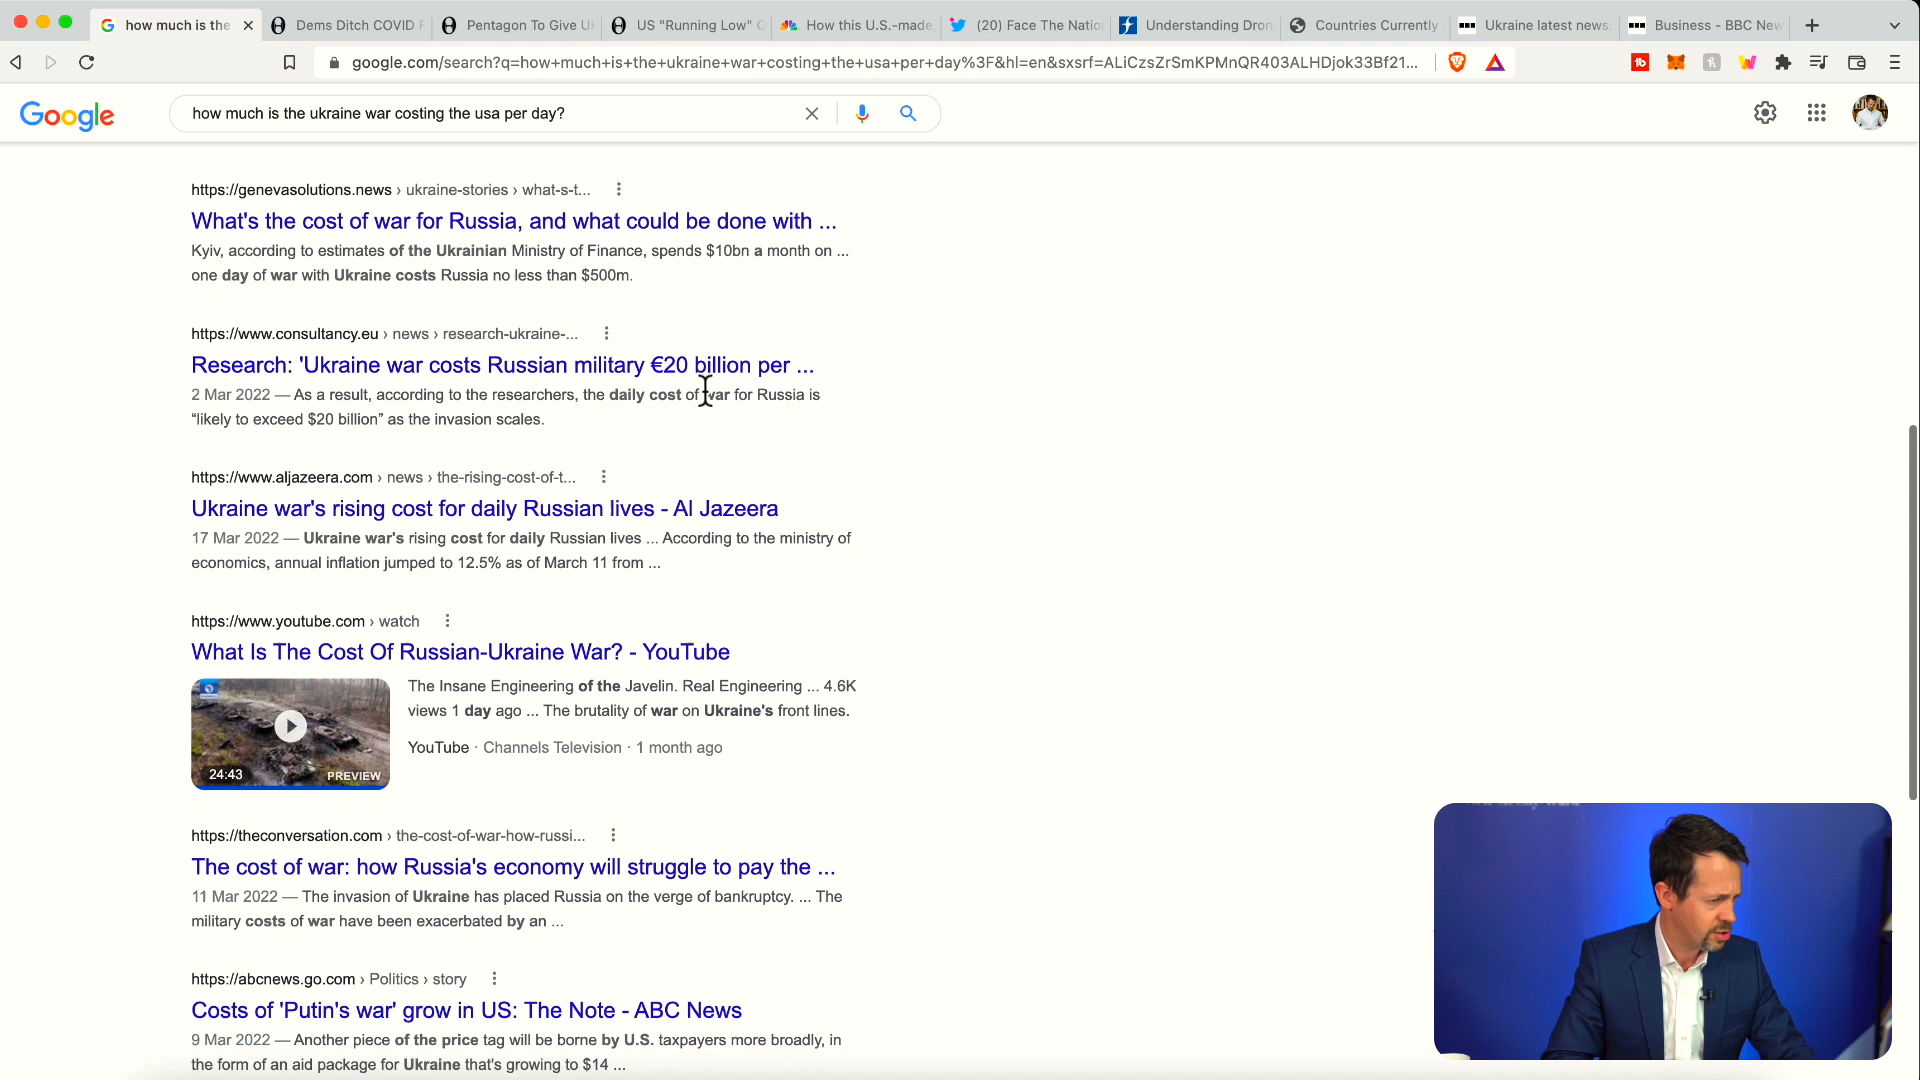 how much is the
Dems Ditch COVID F
Pentagon To Give Uk
US "Running Low" O
How this U.S.-made
(20) Face The Natio
Understanding Dron
Countries Currently
Ukraine latest news:
Business - BBC New
google.com/search?q=how+much+is+the+ukraine+war+costing+the+usa+per+day%3F&hl=en&sxsrf=ALiCzsZrSmKPMnQR403ALHDjok33Bf21...
Google
how much is the ukraine war costing the usa per day?
https://genevasolutions.news › ukraine-stories › what-s-t...
What's the cost of war for Russia, and what could be done with ...
Kyiv, according to estimates of the Ukrainian Ministry of Finance, spends $10bn a month on ...
one day of war with Ukraine costs Russia no less than $500m.
https://www.consultancy.eu › news › research-ukraine-...
Research: 'Ukraine war costs Russian military €20 billion per ...
2 Mar 2022 — As a result, according to the researchers, the daily cost of war for Russia is
“likely to exceed $20 billion” as the invasion scales.
https://www.aljazeera.com › news › the-rising-cost-of-t...
Ukraine war's rising cost for daily Russian lives - Al Jazeera
17 Mar 2022 — Ukraine war's rising cost for daily Russian lives ... According to the ministry of
economics, annual inflation jumped to 12.5% as of March 11 from ...
https://www.youtube.com › watch
What Is The Cost Of Russian-Ukraine War? - YouTube
The Insane Engineering of the Javelin. Real Engineering ... 4.6K
views 1 day ago ... The brutality of war on Ukraine's front lines.
YouTube · Channels Television · 1 month ago
24:43
PREVIEW
https://theconversation.com › the-cost-of-war-how-russi...
The cost of war: how Russia's economy will struggle to pay the ...
11 Mar 2022 — The invasion of Ukraine has placed Russia on the verge of bankruptcy. ... The
military costs of war have been exacerbated by an ...
https://abcnews.go.com › Politics › story
Costs of 'Putin's war' grow in US: The Note - ABC News
9 Mar 2022 — Another piece of the price tag will be borne by U.S. taxpayers more broadly, in
the form of an aid package for Ukraine that's growing to $14 ...